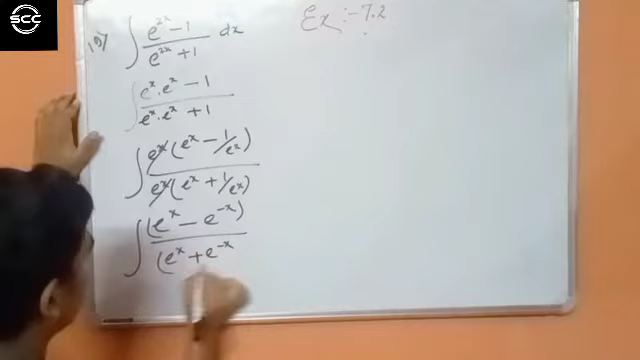 SCC
Ex :- 7.2
19) ∫ e^{2x} - 1 / e^{2x} + 1 dx
∫ e^x · e^x - 1 / e^x · e^x + 1
∫ e^x (e^x - 1/e^x) / e^x (e^x + 1/e^x)
∫ (e^x - e^{-x}) / (e^x + e^{-x}